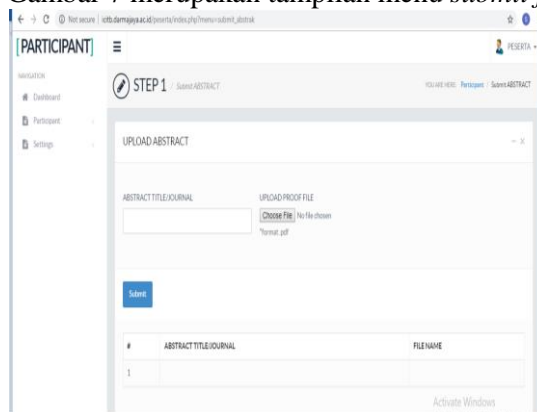 Gambar 7 merupakan tampilan menu submit
Not secure | icitb.darmajaya.ac.id/peserta/index.php?menu=submit_abstrak
[PARTICIPANT]
PESERTA
NAVIGATION
Dashboard
Participant
Settings
STEP 1 / Submit ABSTRACT
YOU ARE HERE: Participant / Submit ABSTRACT
UPLOAD ABSTRACT
ABSTRACT TITLE/JOURNAL
UPLOAD PROOF FILE
Choose File No file chosen
*format .pdf
Submit
# ABSTRACT TITLE/JOURNAL FILE NAME
1
Activate Windows